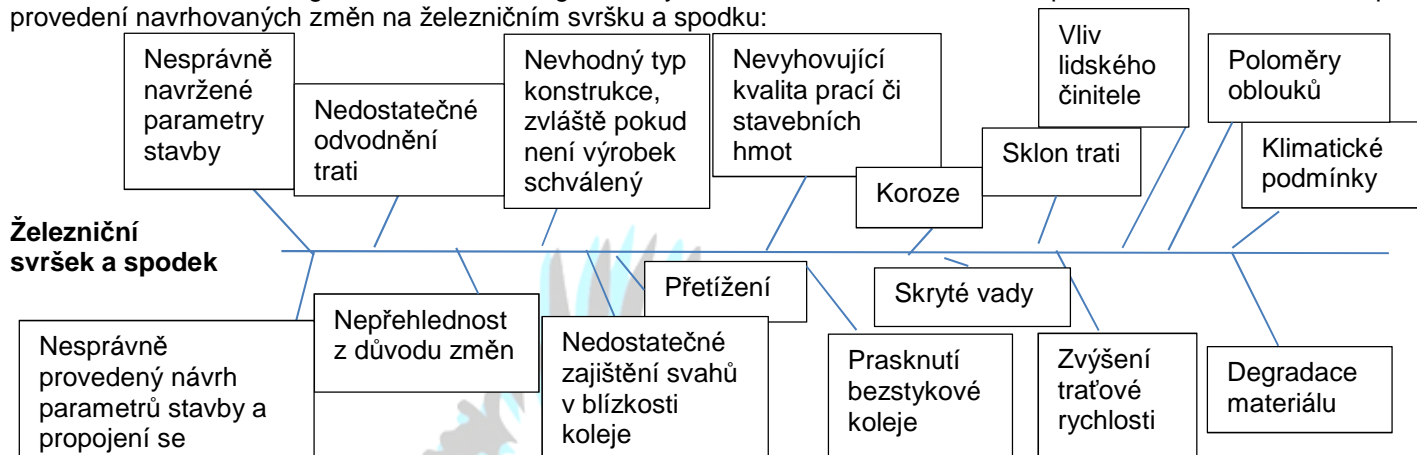 provedení navrhovaných změn na železničním svršku a spodku:
Nesprávně
navržené
parametry
stavby
Nedostatečné
odvodnění
trati
Nevhodný typ
konstrukce,
zvláště pokud
není výrobek
schválený
Nevyhovující
kvalita prací či
stavebních
hmot
Koroze
Sklon trati
Vliv
lidského
činitele
Poloměry
oblouků
Klimatické
podmínky
Železniční
svršek a spodek
Nesprávně
provedený návrh
parametrů stavby a
propojení se
Nepřehlednost
z důvodu změn
Nedostatečné
zajištění svahů
v blízkosti
koleje
Přetížení
Prasknutí
bezstykové
koleje
Skryté vady
Zvýšení
traťové
rychlosti
Degradace
materiálu